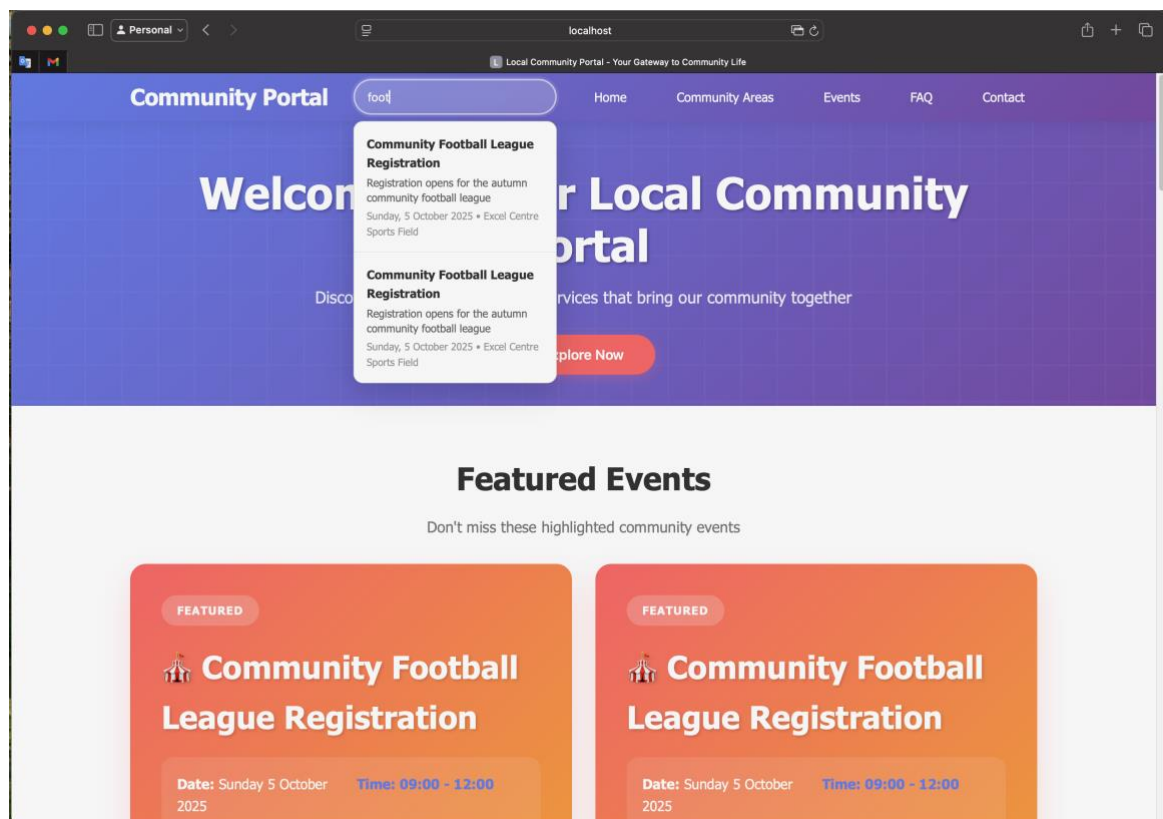 Personal
localhost
L Local Community Portal - Your Gateway to Community Life
Community Portal
foot
Home
Community Areas
Events
FAQ
Contact
Community Football League
Registration
Registration opens for the autumn
community football league
Sunday, 5 October 2025 • Excel Centre
Sports Field
Community Football League
Registration
Registration opens for the autumn
community football league
Sunday, 5 October 2025 • Excel Centre
Sports Field
Welcom r Local Community
ortal
Disco rvices that bring our community together
plore Now
Featured Events
Don't miss these highlighted community events
FEATURED
Community Football
League Registration
Date: Sunday 5 October
2025
Time: 09:00 - 12:00
FEATURED
Community Football
League Registration
Date: Sunday 5 October
2025
Time: 09:00 - 12:00